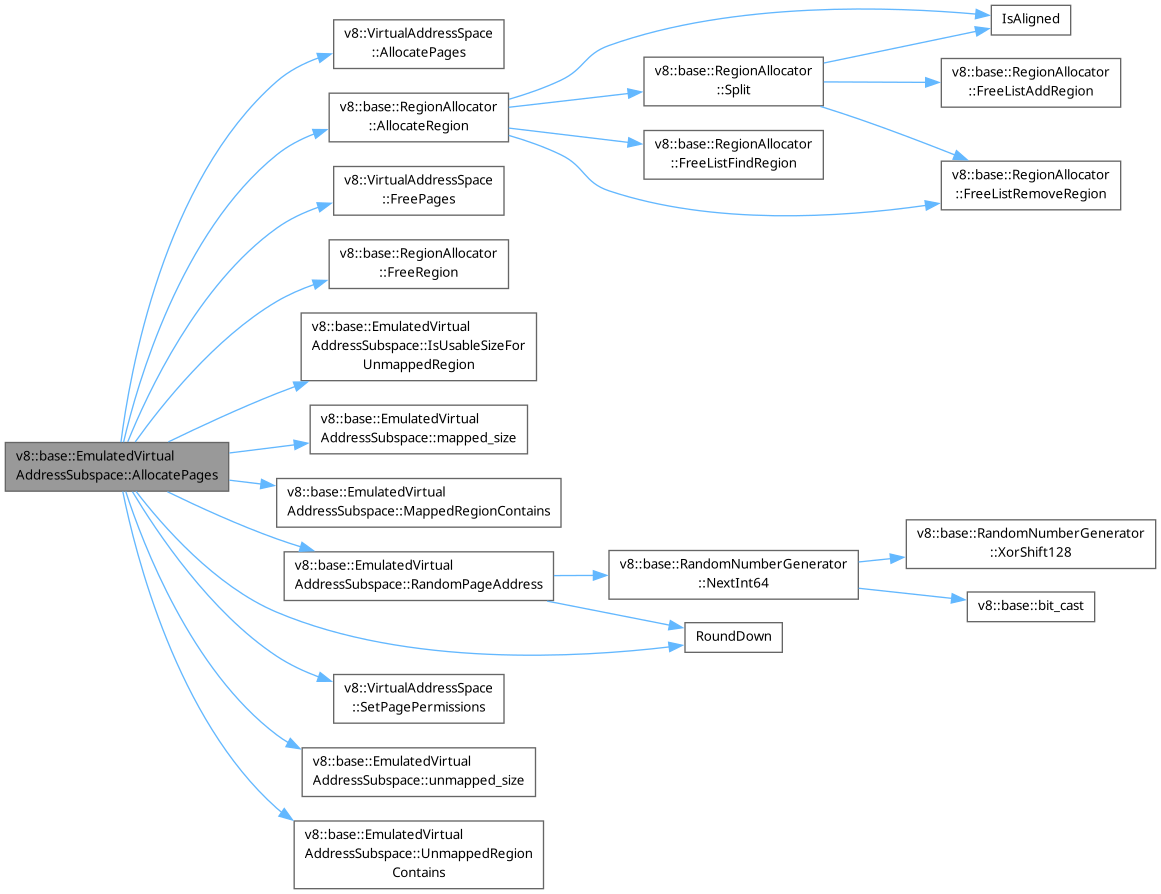 v8::base::EmulatedVirtual
AddressSubspace::AllocatePages
v8::VirtualAddressSpace
::AllocatePages
v8::base::RegionAllocator
::AllocateRegion
v8::VirtualAddressSpace
::FreePages
v8::base::RegionAllocator
::FreeRegion
v8::base::EmulatedVirtual
AddressSubspace::IsUsableSizeFor
UnmappedRegion
v8::base::EmulatedVirtual
AddressSubspace::mapped_size
v8::base::EmulatedVirtual
AddressSubspace::MappedRegionContains
v8::base::EmulatedVirtual
AddressSubspace::RandomPageAddress
RoundDown
v8::VirtualAddressSpace
::SetPagePermissions
v8::base::EmulatedVirtual
AddressSubspace::unmapped_size
v8::base::EmulatedVirtual
AddressSubspace::UnmappedRegion
Contains
v8::base::RegionAllocator
::Split
v8::base::RegionAllocator
::FreeListFindRegion
IsAligned
v8::base::RegionAllocator
::FreeListAddRegion
v8::base::RegionAllocator
::FreeListRemoveRegion
v8::base::RandomNumberGenerator
::NextInt64
v8::base::RandomNumberGenerator
::XorShift128
v8::base::bit_cast